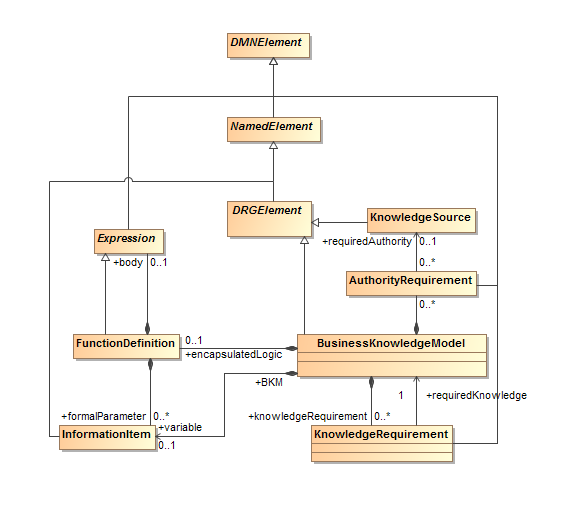 DMNElement
NamedElement
DRGElement
KnowledgeSource
+requiredAuthority
0..1
Expression
+body
0..1
0..*
AuthorityRequirement
0..*
FunctionDefinition
0..1
+encapsulatedLogic
BusinessKnowledgeModel
+BKM
1
+requiredKnowledge
+formalParameter
0..*
+variable
+knowledgeRequirement
0..*
InformationItem
0..1
KnowledgeRequirement